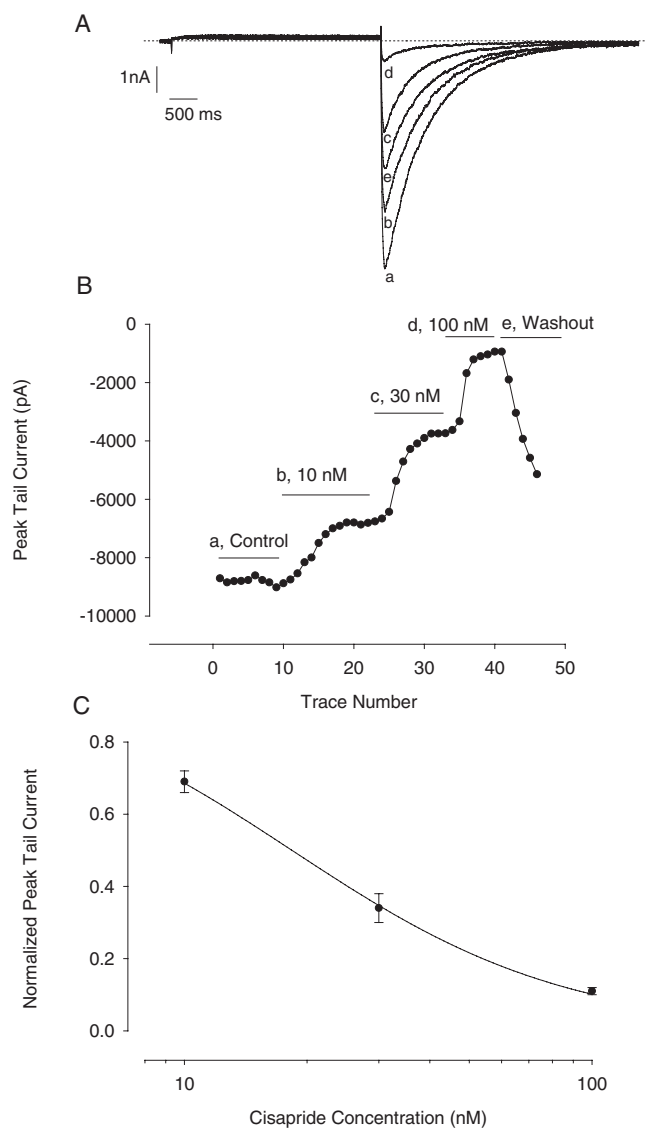 A
1nA
500 ms
d
c
e
b
a
B
Peak Tail Current (pA)
0
-2000
-4000
-6000
-8000
-10000
d, 100 nM
e, Washout
c, 30 nM
b, 10 nM
a, Control
0 10 20 30 40 50
Trace Number
C
Normalized Peak Tail Current
0.8
0.6
0.4
0.2
0.0
10 100
Cisapride Concentration (nM)